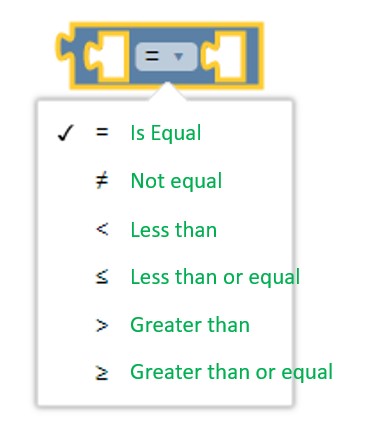 = ▾
✓ = Is Equal
≠ Not equal
< Less than
≤ Less than or equal
> Greater than
≥ Greater than or equal